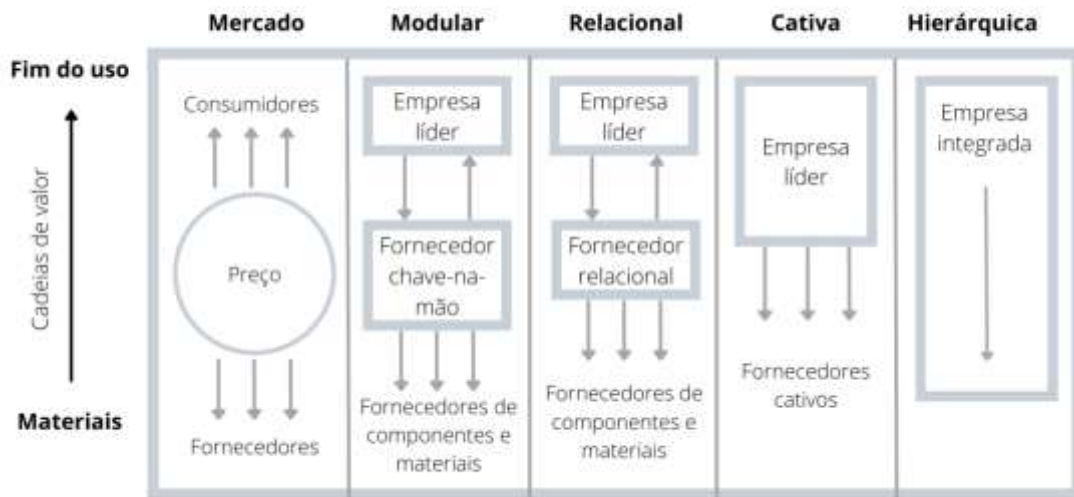 Mercado
Modular
Relacional
Cativa
Hierárquica
Fim do uso
Cadeias de valor
Materiais
Consumidores
Preço
Fornecedores
Empresa
líder
Fornecedor
chave-na-
mão
Fornecedores de
componentes e
materiais
Empresa
líder
Fornecedor
relacional
Fornecedores de
componentes e
materiais
Empresa
líder
Fornecedores
cativos
Empresa
integrada